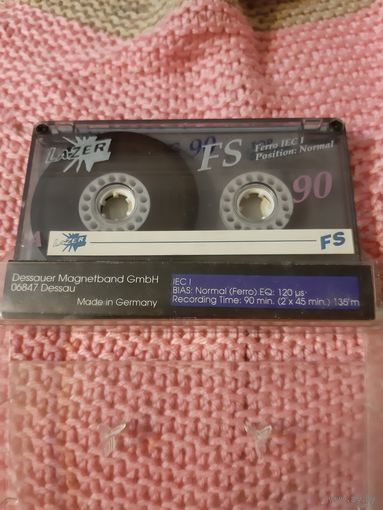 LAZER
90
FS
Ferro IEC I
Position: Normal
90
A
LAZER
FS
Dessauer Magnetband GmbH
06847 Dessau
Made in Germany
IEC I
BIAS: Normal (Ferro) EQ: 120 µs
Recording Time: 90 min. (2 x 45 min.) 135 m